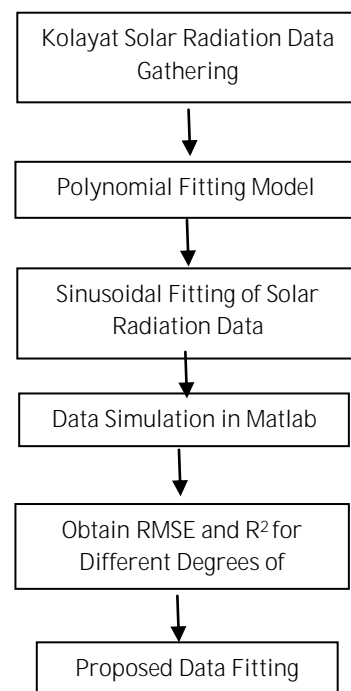 Kolayat Solar Radiation Data
Gathering
Polynomial Fitting Model
Sinusoidal Fitting of Solar
Radiation Data
Data Simulation in Matlab
Obtain RMSE and R² for
Different Degrees of
Proposed Data Fitting